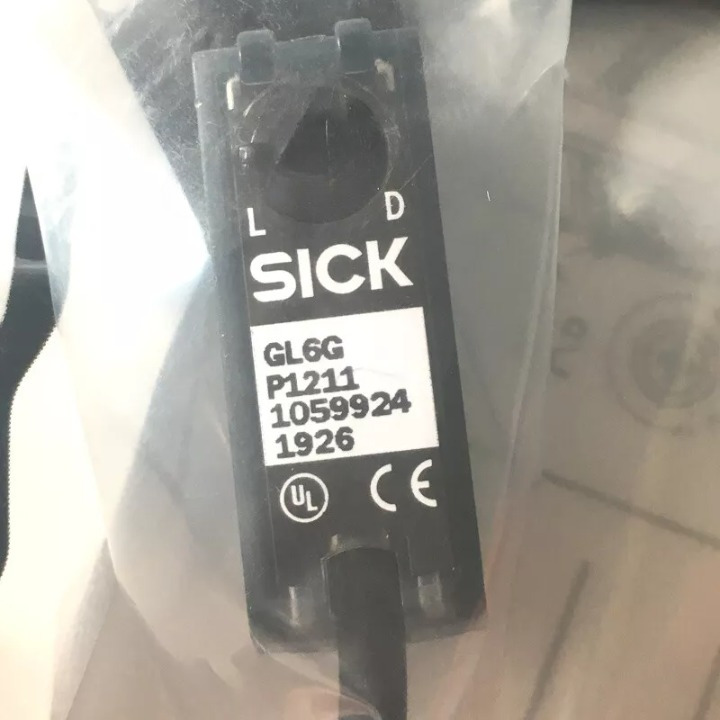 L D
SICK
GL6G
P1211
1059924
1926
UL CE